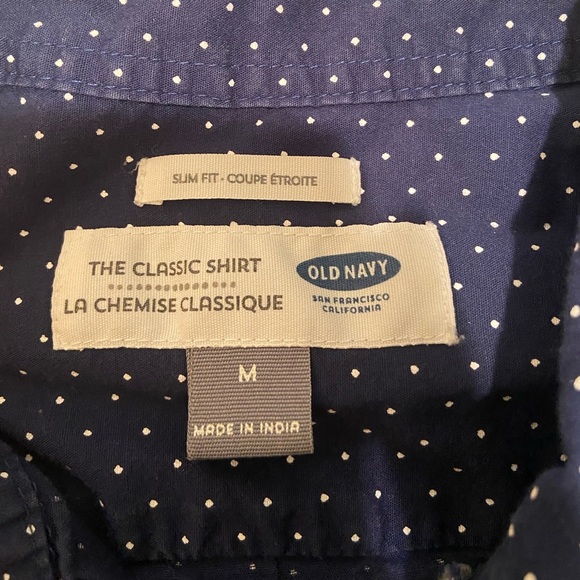 SLIM FIT - COUPE ÉTROITE
THE CLASSIC SHIRT
LA CHEMISE CLASSIQUE
OLD NAVY
SAN FRANCISCO
CALIFORNIA
M
MADE IN INDIA